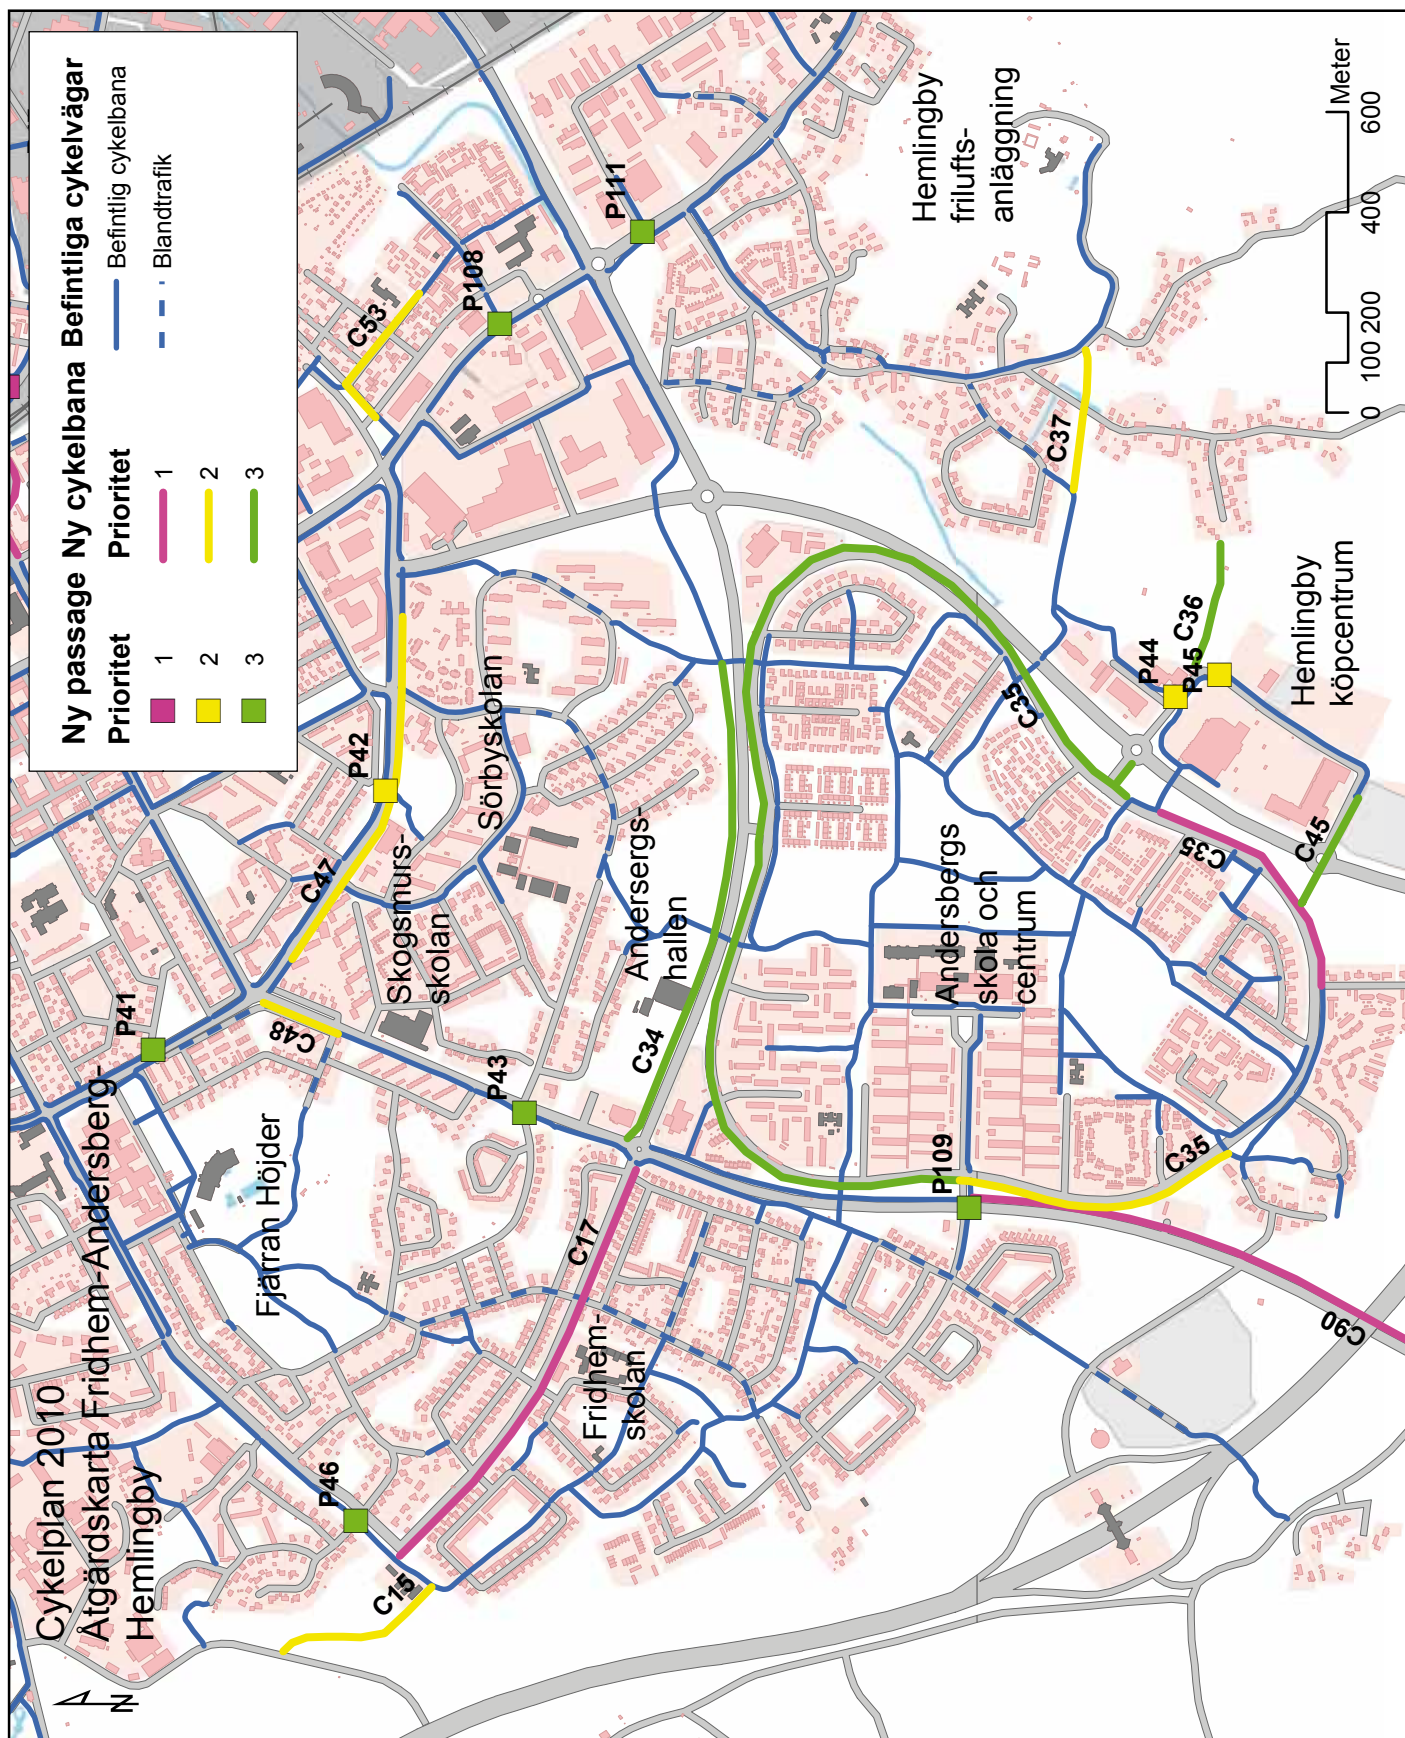 Cykelplan 2010
Åtgärdskarta Fridhem-Andersberg-
Hemlingby
N
Ny passage
Prioritet
1
2
3
Ny cykelbana
Prioritet
1
2
3
Befintliga cykelvägar
Befintlig cykelbana
Blandtrafik
P41
P42
P43
P44
P45
P46
P108
P109
P111
C15
C17
C34
C35
C35
C35
C36
C37
C45
C47
C48
C53
C90
Fjärran Höjder
Skogsmurs-
skolan
Sörbyskolan
Andersergs-
hallen
Fridhem-
skolan
Andersbergs
skola och
centrum
Hemlingby
frilufts-
anläggning
Hemlingby
köpcentrum
0
100
200
400
600
Meter